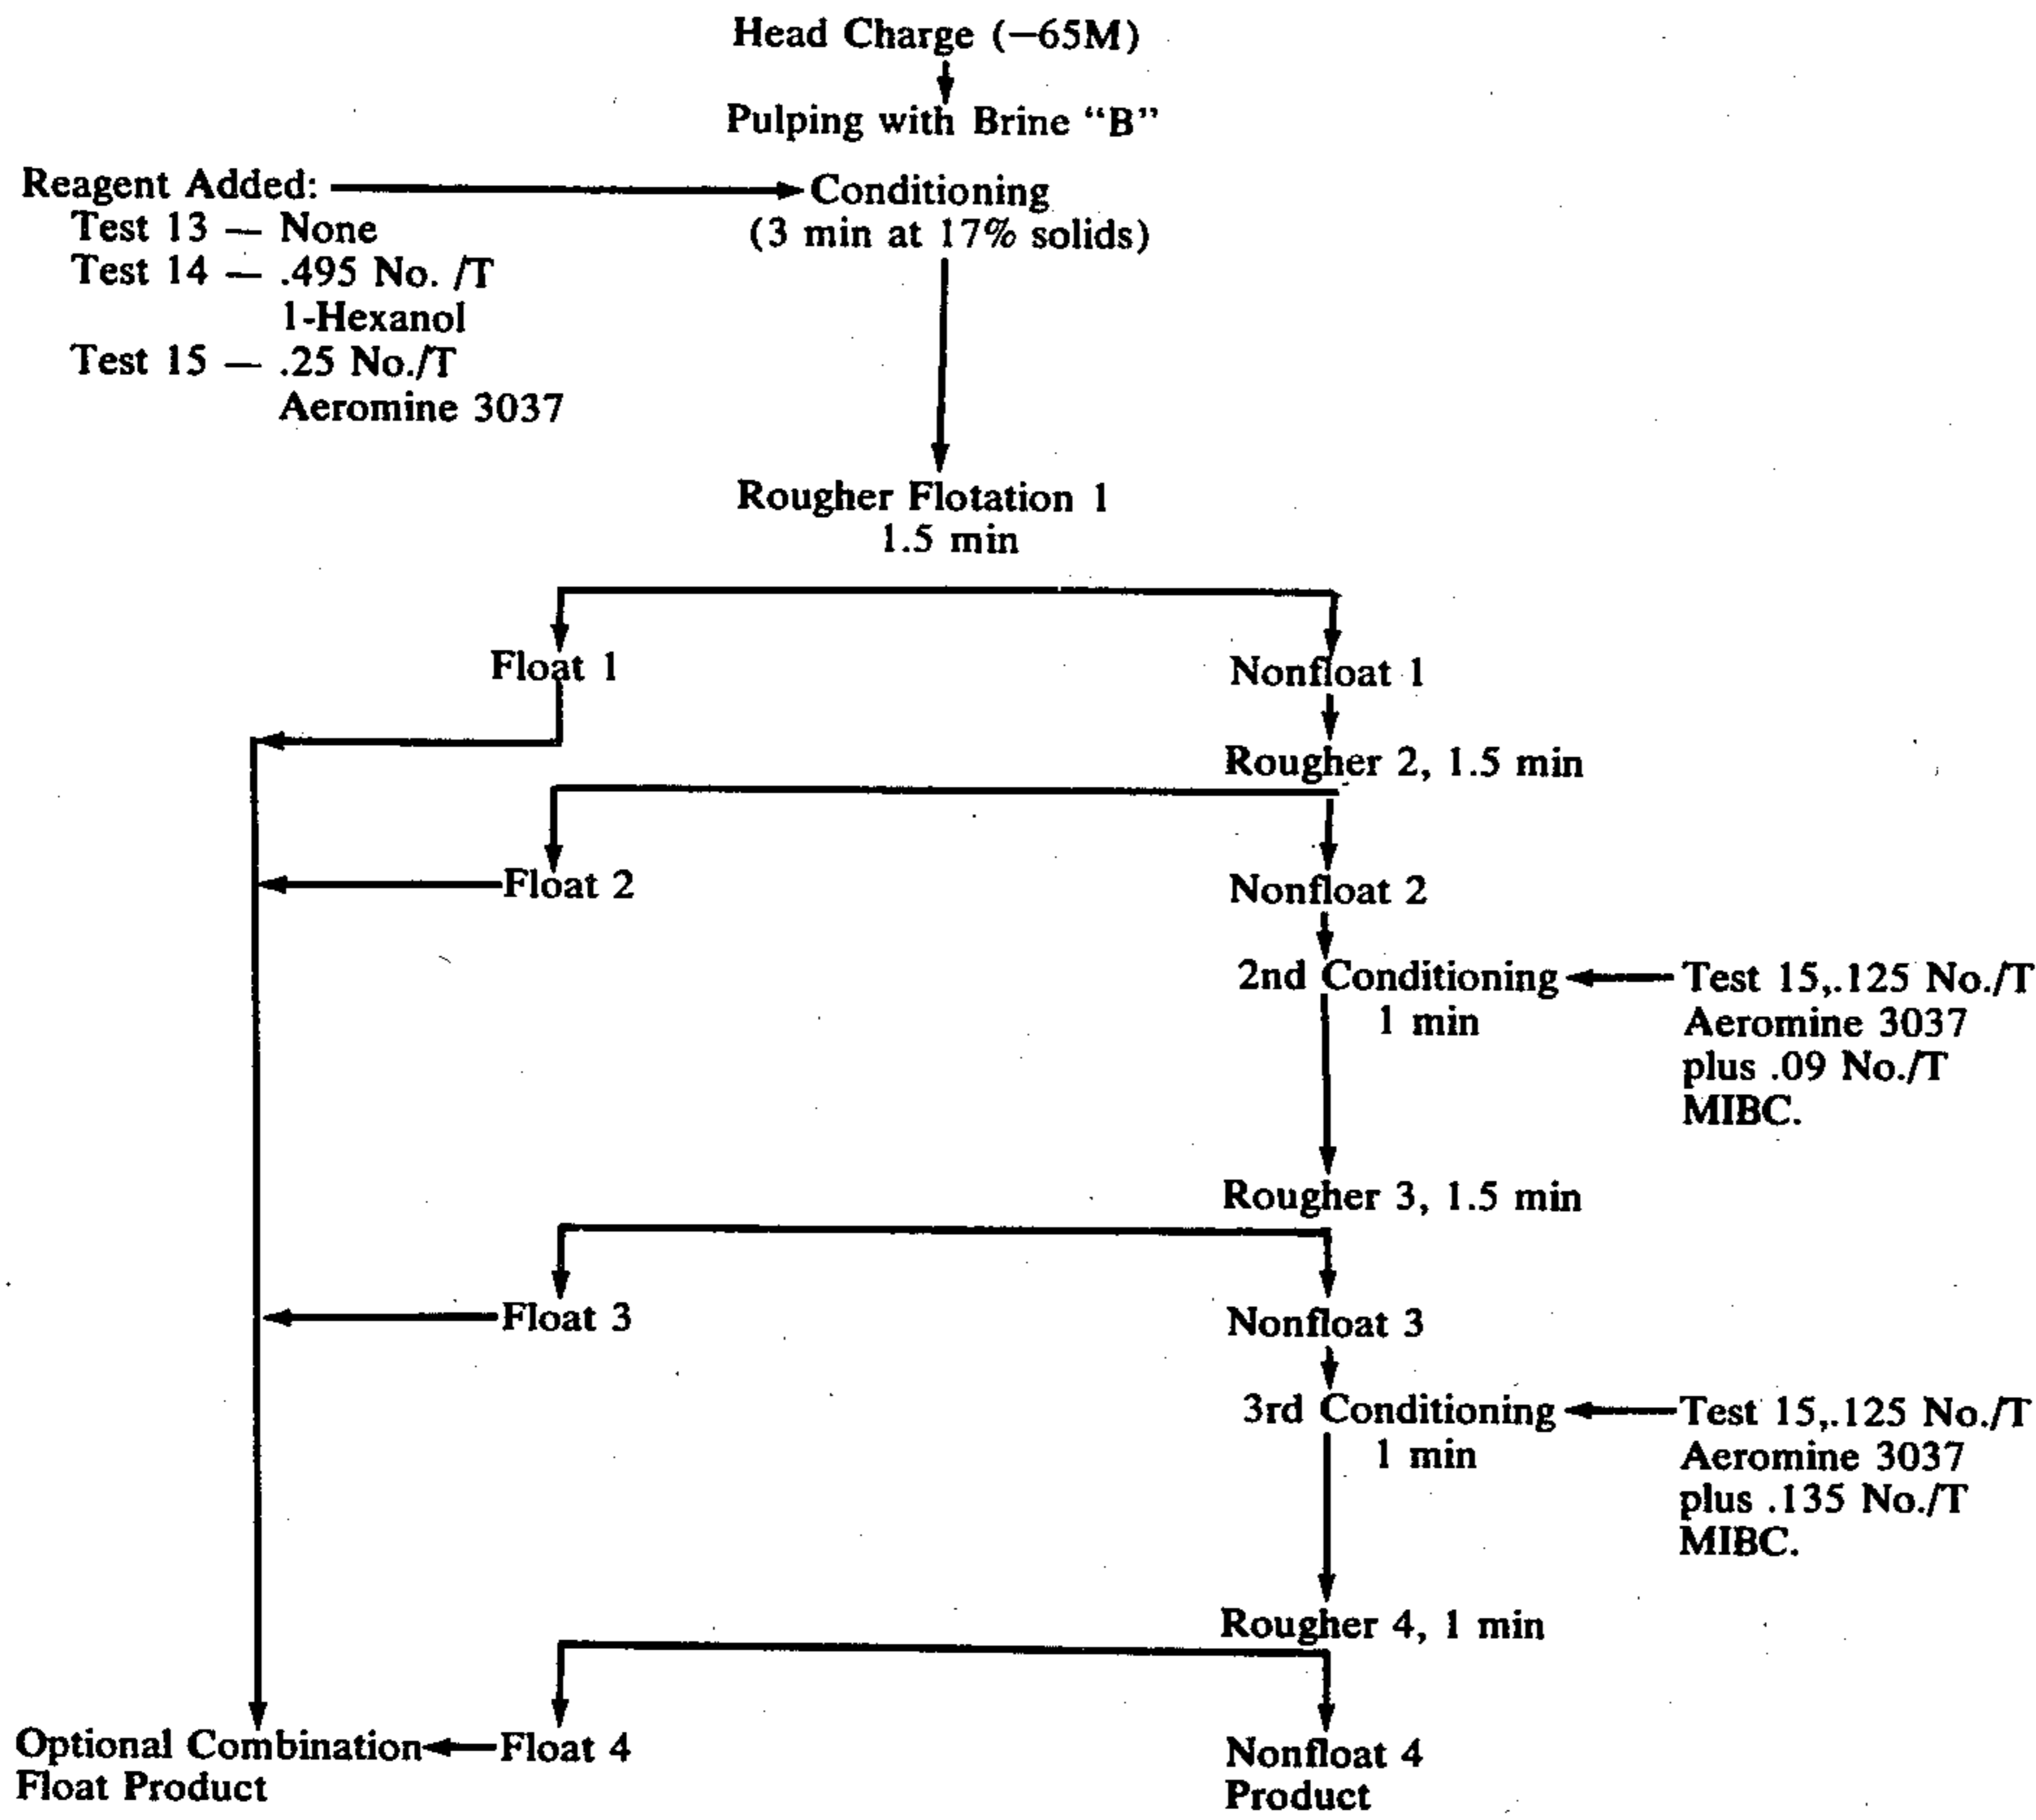 Head Charge (—65M)
Pulping with Brine “B”
Reagent Added:
Conditioning
(3 min at 17% solids)
Test 13 — None
Test 14 — .495 No. /T
1-Hexanol
Test 15 — .25 No./T
Aeromine 3037
Rougher Flotation 1
1.5 min
Float 1
Nonfloat 1
Rougher 2, 1.5 min
Float 2
Nonfloat 2
2nd Conditioning
1 min
Test 15,.125 No./T
Aeromine 3037
plus .09 No./T
MIBC.
Rougher 3, 1.5 min
Float 3
Nonfloat 3
3rd Conditioning
1 min
Test 15,.125 No./T
Aeromine 3037
plus .135 No./T
MIBC.
Rougher 4, 1 min
Optional Combination
Float Product
Float 4
Nonfloat 4
Product